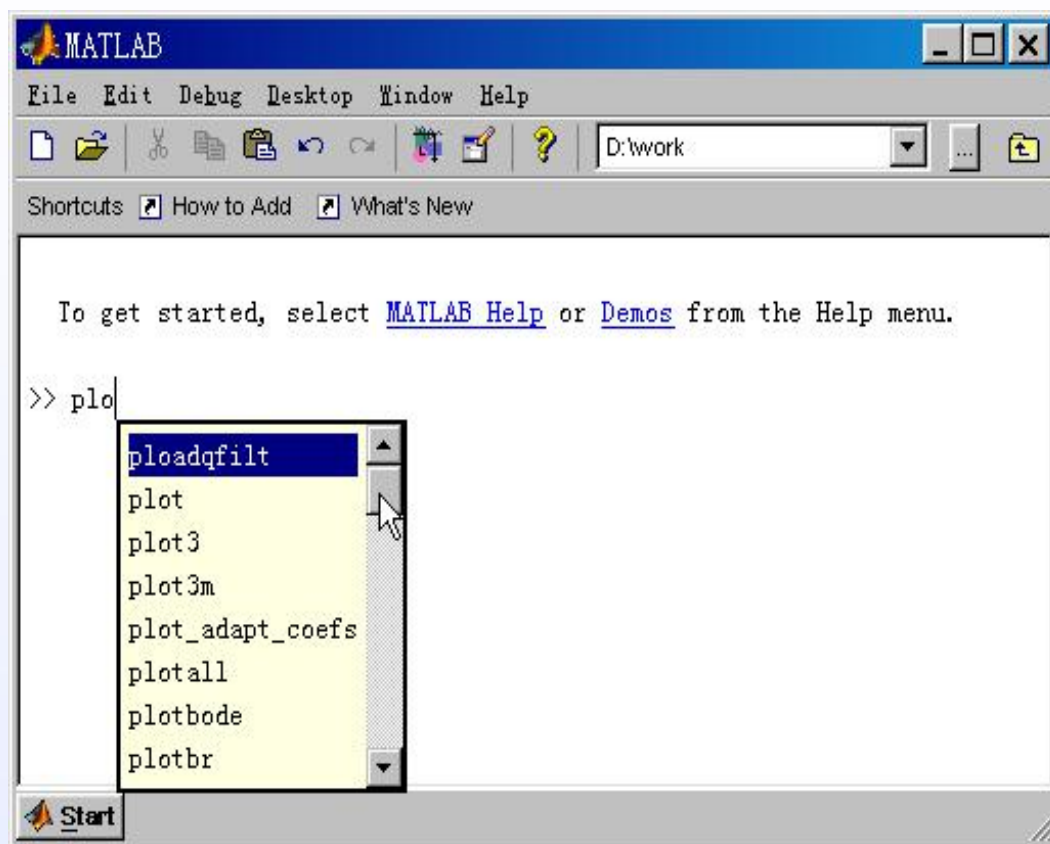 MATLAB
File Edit Debug Desktop Window Help
D:\work
...
Shortcuts How to Add What's New
To get started, select MATLAB Help or Demos from the Help menu.
>> plo
ploadqfilt
plot
plot3
plot3m
plot_adapt_coefs
plotall
plotbode
plotbr
Start